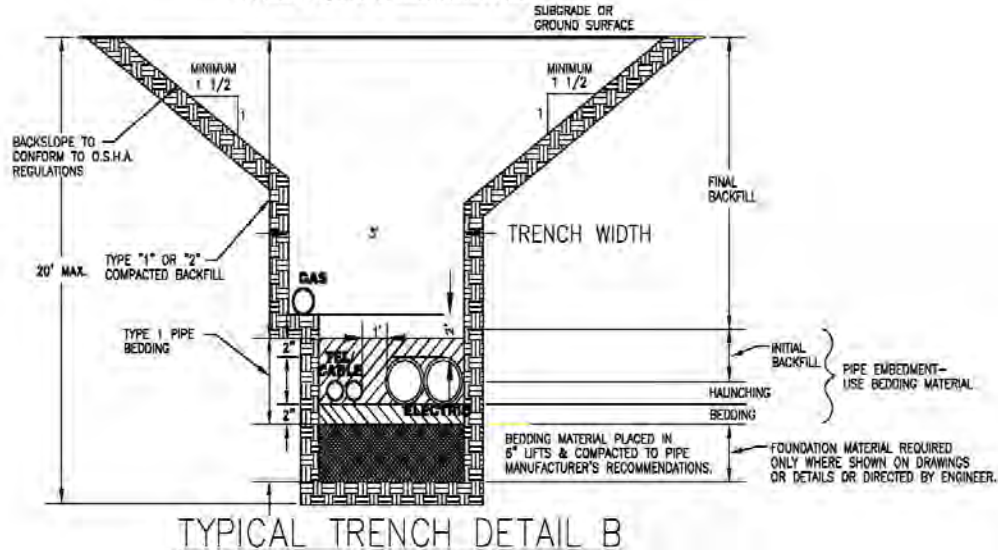 SUBGRADE OR
GROUND SURFACE
MINIMUM
1 1/2
1
MINIMUM
1 1/2
1
BACKSLOPE TO
CONFORM TO O.S.H.A.
REGULATIONS
FINAL
BACKFILL
3'
TRENCH WIDTH
20' MAX.
TYPE "1" OR "2"
COMPACTED BACKFILL
GAS
TYPE 1 PIPE
BEDDING
2"
1'
2'
TEL/
CABLE
ELECTRIC
2"
INITIAL
BACKFILL
HAUNCHING
BEDDING
PIPE EMBEDMENT-
USE BEDDING MATERIAL
BEDDING MATERIAL PLACED IN
6" LIFTS & COMPACTED TO PIPE
MANUFACTURER'S RECOMMENDATIONS.
FOUNDATION MATERIAL REQUIRED
ONLY WHERE SHOWN ON DRAWINGS
OR DETAILS OR DIRECTED BY ENGINEER.
TYPICAL TRENCH DETAIL B